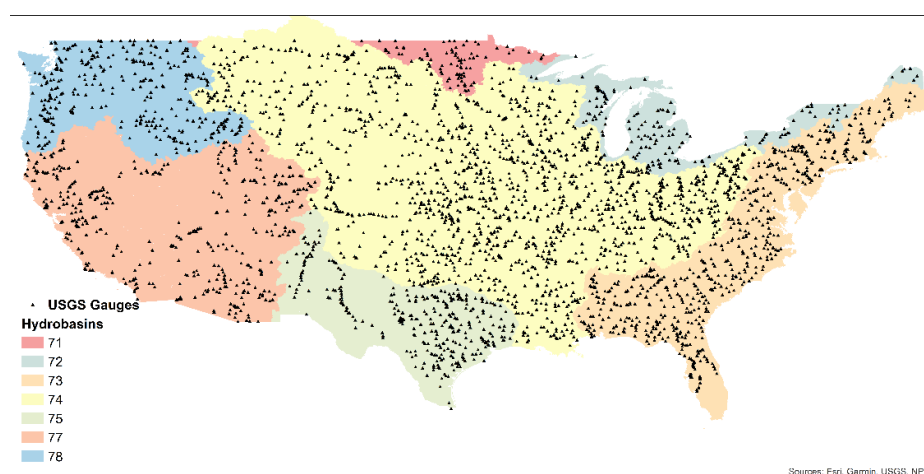 USGS Gauges
Hydrobasins
71
72
73
74
75
77
78
Sources: Esri, Garmin, USGS, NP